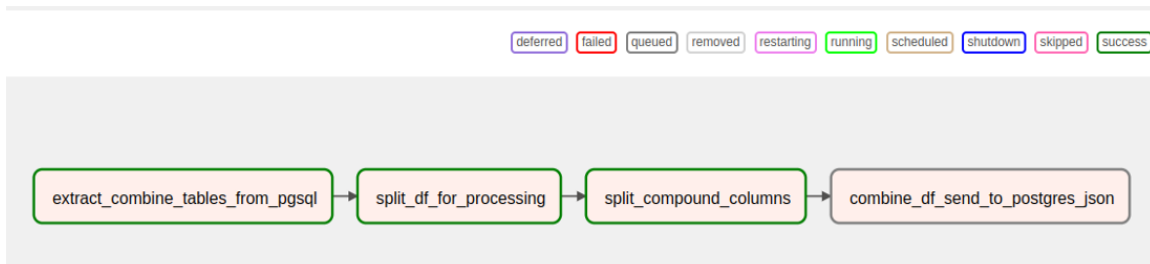 deferred failed queued removed restarting running scheduled shutdown skipped success
extract_combine_tables_from_pgsql split_df_for_processing split_compound_columns combine_df_send_to_postgres_json